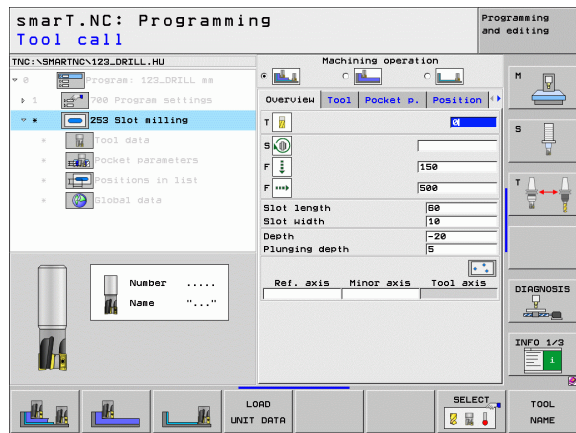 smarT.NC: Programming
Tool call
Programming
and editing
TNC:\SMARTNC\123_DRILL.HU
0 Program: 123_DRILL mm
1 700 Program settings
* 253 Slot milling
* Tool data
* Pocket parameters
* Positions in list
* Global data
Number .....
Name "..."
Machining operation
Overview Tool Pocket p. Position
T 0
S
F 150
F 500
Slot length 60
Slot width 10
Depth -20
Plunging depth 5
Ref. axis Minor axis Tool axis
M
S
T
DIAGNOSIS
INFO 1/3
i
LOAD
UNIT DATA
SELECT
TOOL
NAME